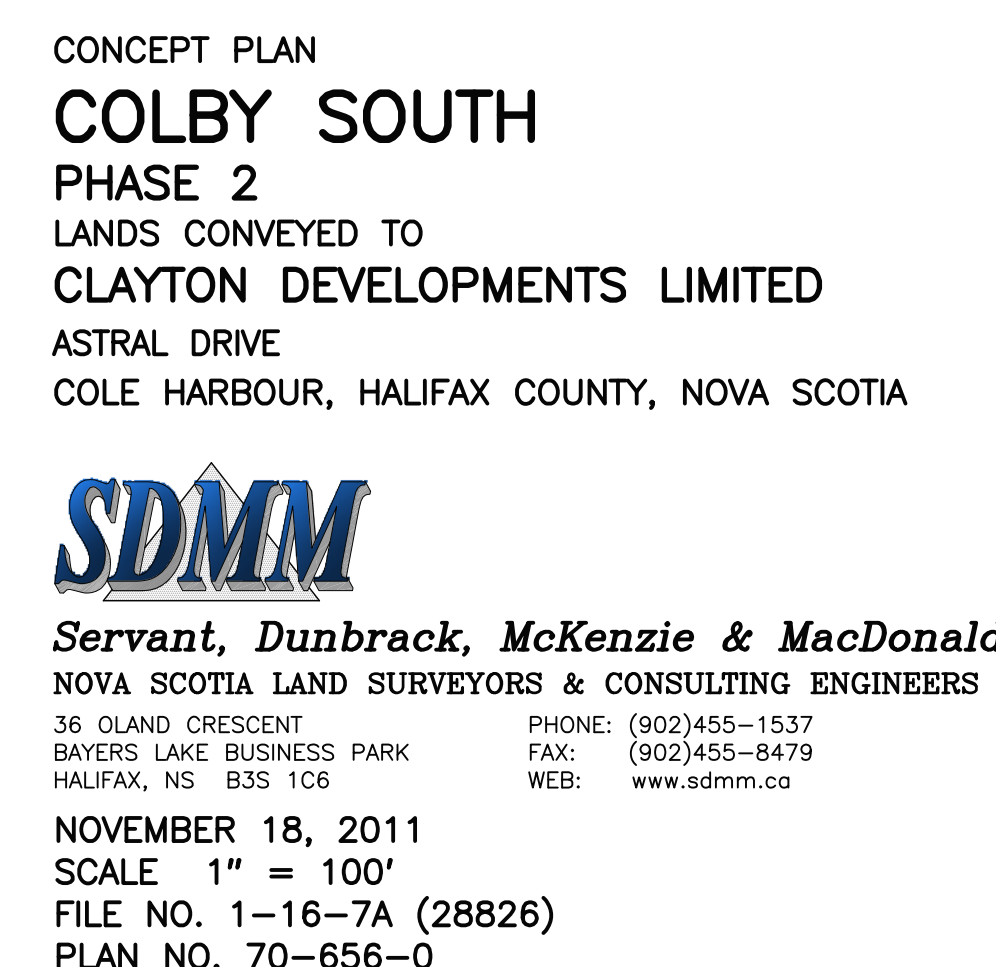 CONCEPT PLAN
COLBY SOUTH
PHASE 2
LANDS CONVEYED TO
CLAYTON DEVELOPMENTS LIMITED
ASTRAL DRIVE
COLE HARBOUR, HALIFAX COUNTY, NOVA SCOTIA
SDMM
Servant, Dunbrack, McKenzie & MacDonald
NOVA SCOTIA LAND SURVEYORS & CONSULTING ENGINEERS
36 OLAND CRESCENT PHONE: (902)455-1537
BAYERS LAKE BUSINESS PARK FAX: (902)455-8479
HALIFAX, NS B3S 1C6 WEB: www.sdmm.ca
NOVEMBER 18, 2011
SCALE 1" = 100'
FILE NO. 1-16-7A (28826)
PLAN NO. 70-656-0